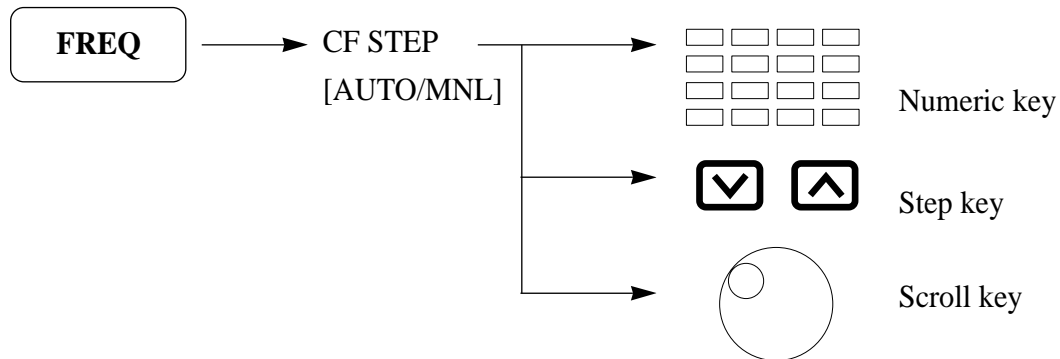 FREQ
CF STEP
[AUTO/MNL]
Numeric key
Step key
Scroll key